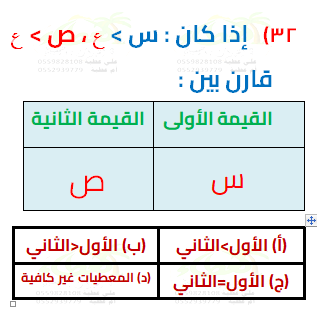 ٣٢) إذا كان : س > ع ، ص > ع
قارن بين :
القيمة الأولى القيمة الثانية
س ص
(أ) الأول>الثاني (ب) الأول<الثاني
(ج) الأول=الثاني (د) المعطيات غير كافية